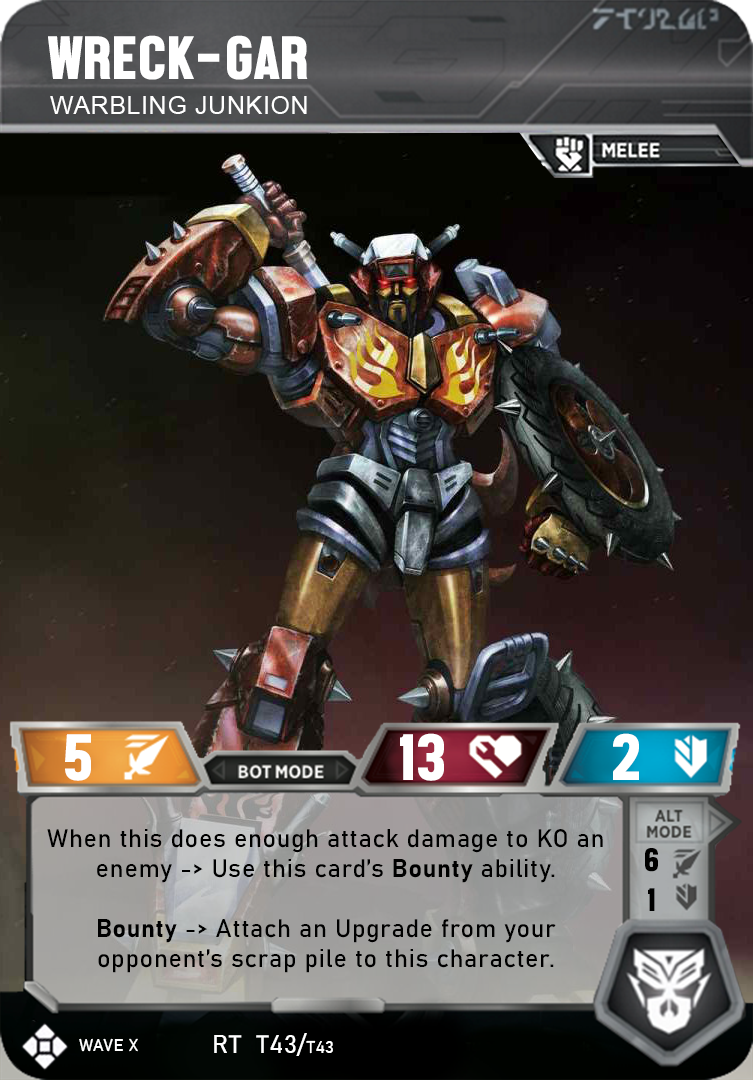 WRECK-GAR
WARBLING JUNKION
MELEE
5
BOT MODE
13
2
When this does enough attack damage to KO an
enemy -> Use this card's Bounty ability.
Bounty -> Attach an Upgrade from your
opponent's scrap pile to this character.
ALT
MODE
6
1
WAVE X
RT T43/T43